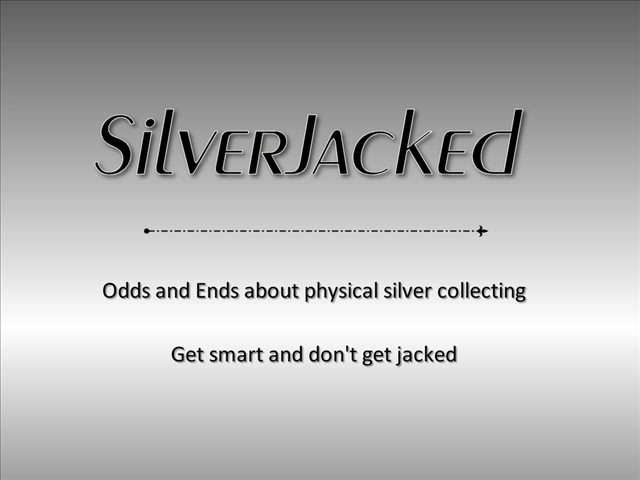 SilverJacked
Odds and Ends about physical silver collecting
Get smart and don't get jacked